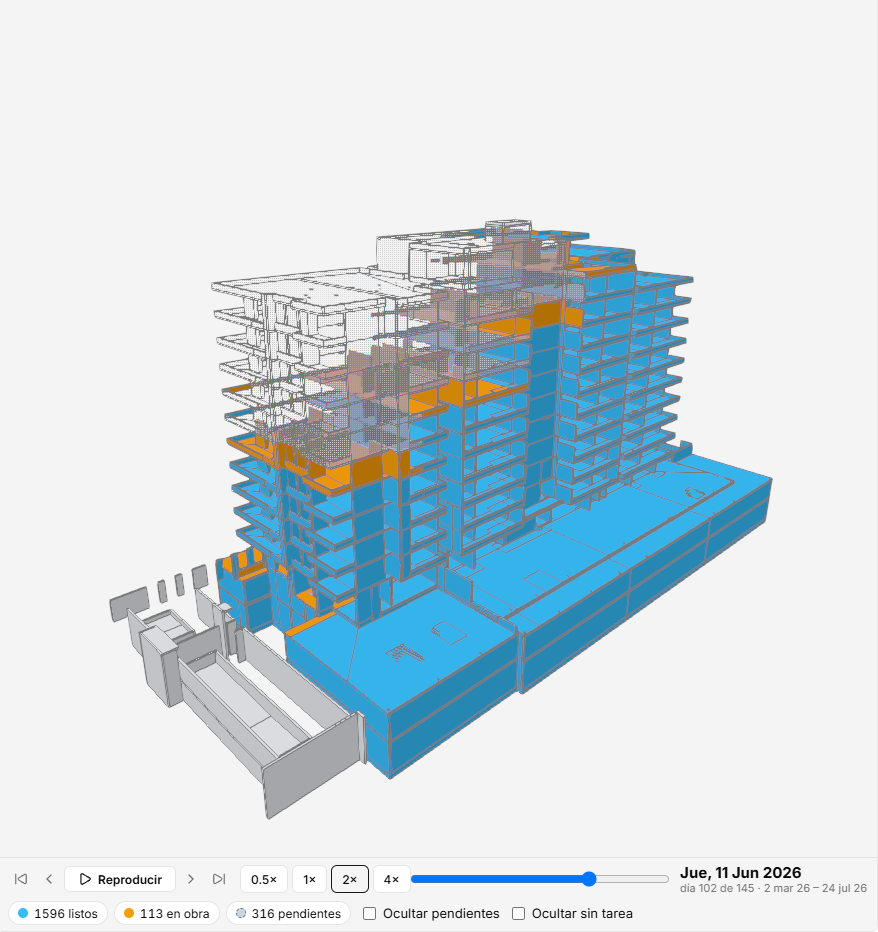 Reproducir
0.5×
1×
2×
4×
Jue, 11 Jun 2026
día 102 de 145 · 2 mar 26 – 24 jul 26
1596 listos
113 en obra
316 pendientes
Ocultar pendientes
Ocultar sin tarea